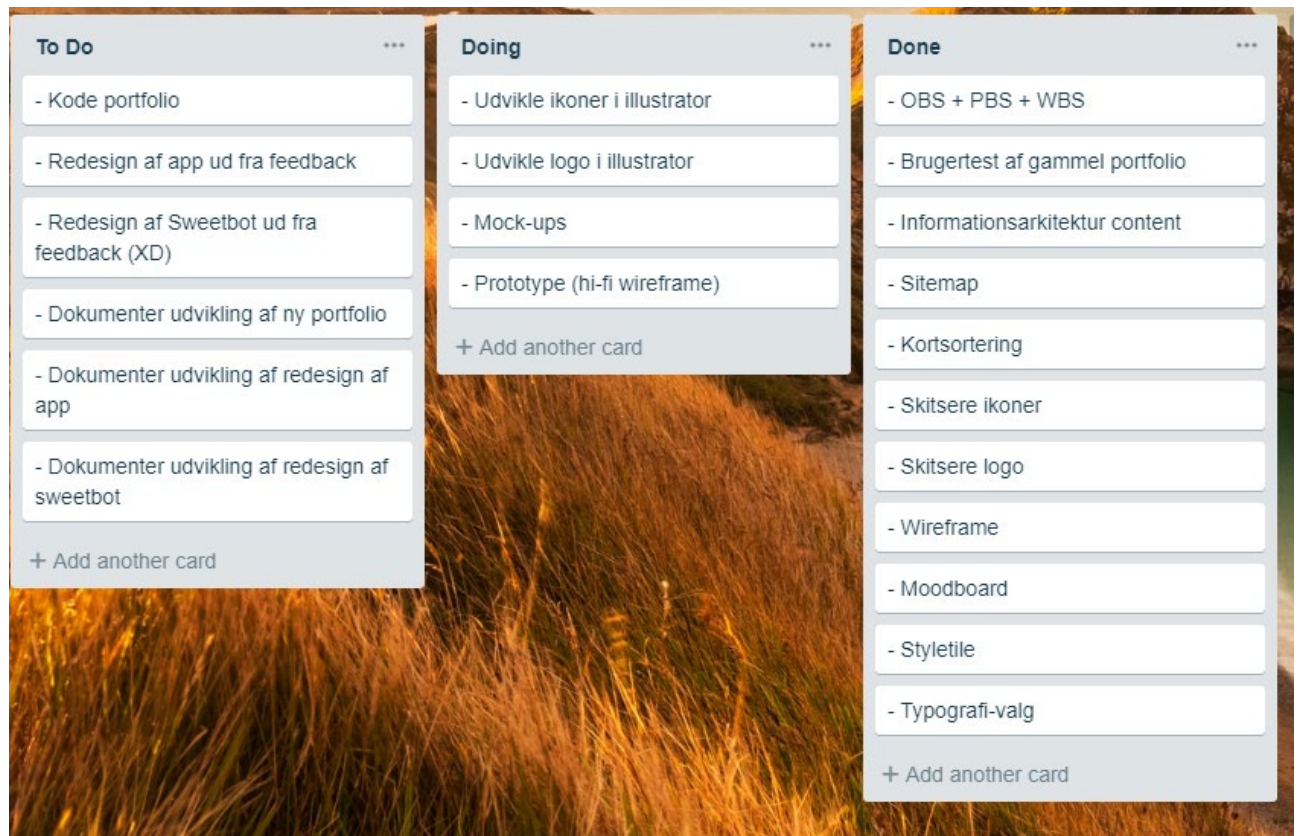 To Do
- Kode portfolio
- Redesign af app ud fra feedback
- Redesign af Sweetbot ud fra
feedback (XD)
- Dokumenter udvikling af ny portfolio
- Dokumenter udvikling af redesign af
app
- Dokumenter udvikling af redesign af
sweetbot
+ Add another card
Doing
- Udvikle ikoner i illustrator
- Udvikle logo i illustrator
- Mock-ups
- Prototype (hi-fi wireframe)
+ Add another card
Done
- OBS + PBS + WBS
- Brugertest af gammel portfolio
- Informationsarkitektur content
- Sitemap
- Kortsortering
- Skitsere ikoner
- Skitsere logo
- Wireframe
- Moodboard
- Styletile
- Typografi-valg
+ Add another card